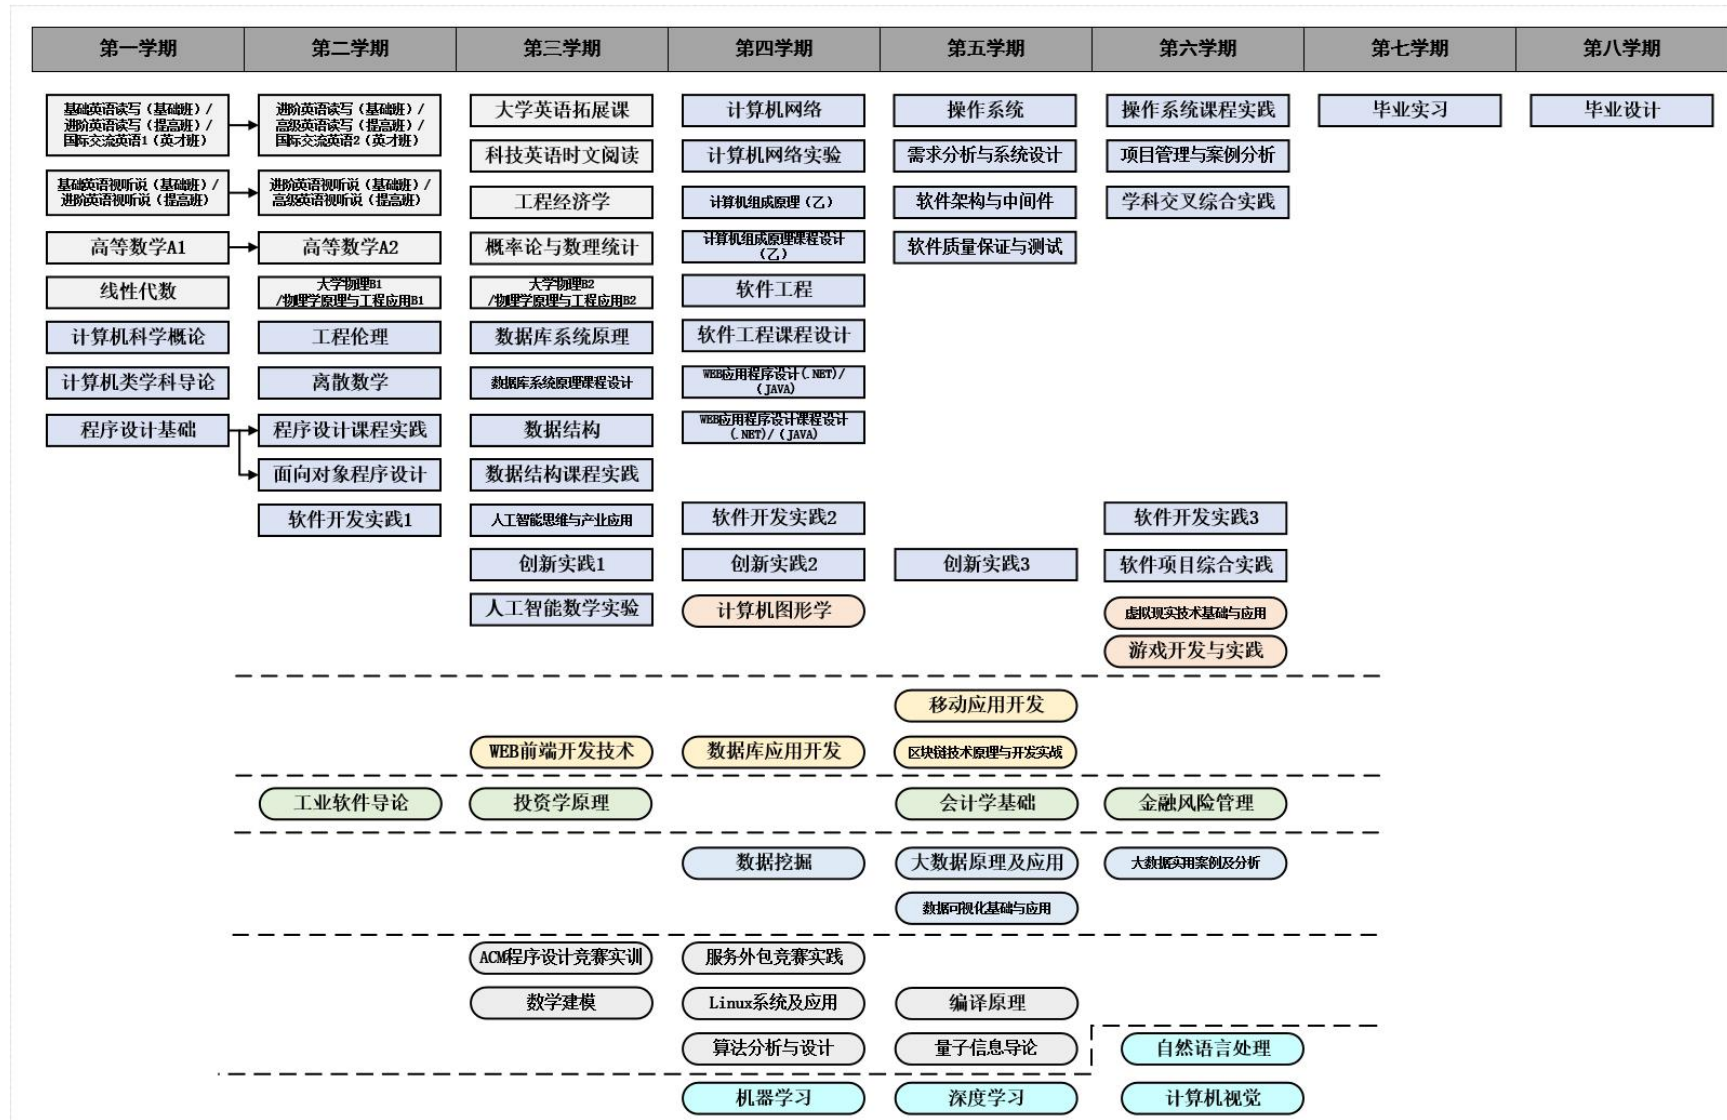 第一学期 第二学期 第三学期 第四学期 第五学期 第六学期 第七学期 第八学期
基础英语读写（基础班）/
进阶英语读写（提高班）/
国际交流英语1（英才班）
进阶英语读写（基础班）/
高级英语读写（提高班）/
国际交流英语2（英才班）
大学英语拓展课
计算机网络
操作系统
操作系统课程实践
毕业实习
毕业设计
科技英语时文阅读
计算机网络实验
需求分析与系统设计
项目管理与案例分析
基础英语视听说（基础班）/
进阶英语视听说（提高班）
进阶英语视听说（基础班）/
高级英语视听说（提高班）
工程经济学
计算机组成原理（乙）
软件架构与中间件
学科交叉综合实践
高等数学A1
高等数学A2
概率论与数理统计
计算机组成原理课程设计
（乙）
软件质量保证与测试
线性代数
大学物理B1
/物理学原理与工程应用B1
大学物理B2
/物理学原理与工程应用B2
软件工程
计算机科学概论
工程伦理
数据库系统原理
软件工程课程设计
计算机类学科导论
离散数学
数据库系统原理课程设计
WEB应用程序设计(.NET)/
（JAVA）
程序设计基础
程序设计课程实践
数据结构
WEB应用程序设计课程设计
(.NET)/（JAVA）
面向对象程序设计
数据结构课程实践
软件开发实践1
人工智能思维与产业应用
软件开发实践2
软件开发实践3
创新实践1
创新实践2
创新实践3
软件项目综合实践
人工智能数学实验
计算机图形学
虚拟现实技术基础与应用
游戏开发与实践
移动应用开发
WEB前端开发技术
数据库应用开发
区块链技术原理与开发实战
工业软件导论
投资学原理
会计学基础
金融风险管理
数据挖掘
大数据原理及应用
大数据实用案例及分析
数据可视化基础与应用
ACM程序设计竞赛实训
服务外包竞赛实践
数学建模
Linux系统及应用
编译原理
算法分析与设计
量子信息导论
自然语言处理
机器学习
深度学习
计算机视觉